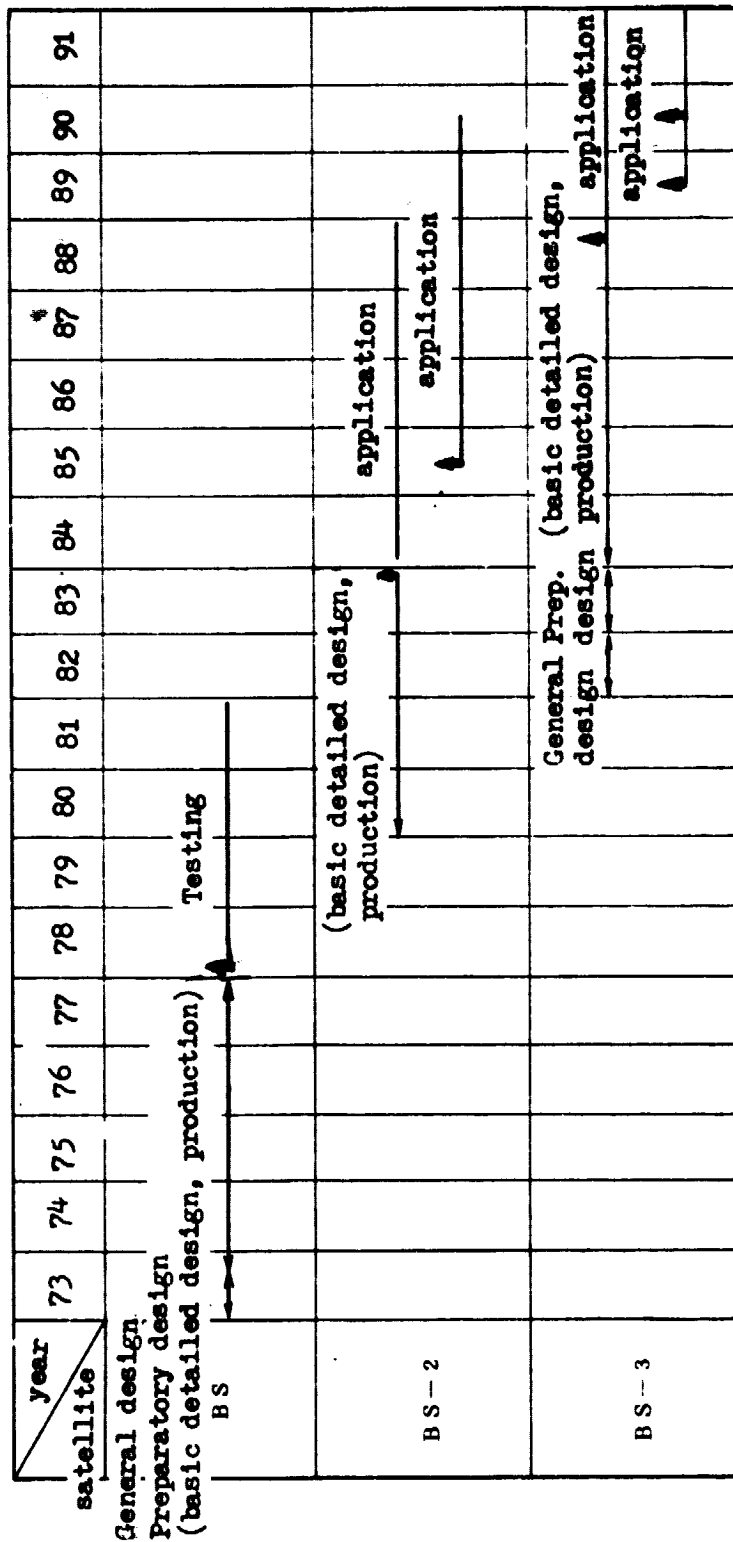 year
satellite
73 74 75 76 77 78 79 80 81 82 83 84 85 86 87 88 89 90 91
General design
Preparatory design
(basic detailed design, production)
Testing
BS
(basic detailed design,
production)
application
application
BS-2
General Prep. (basic detailed design,
design design production)
application
application
BS-3